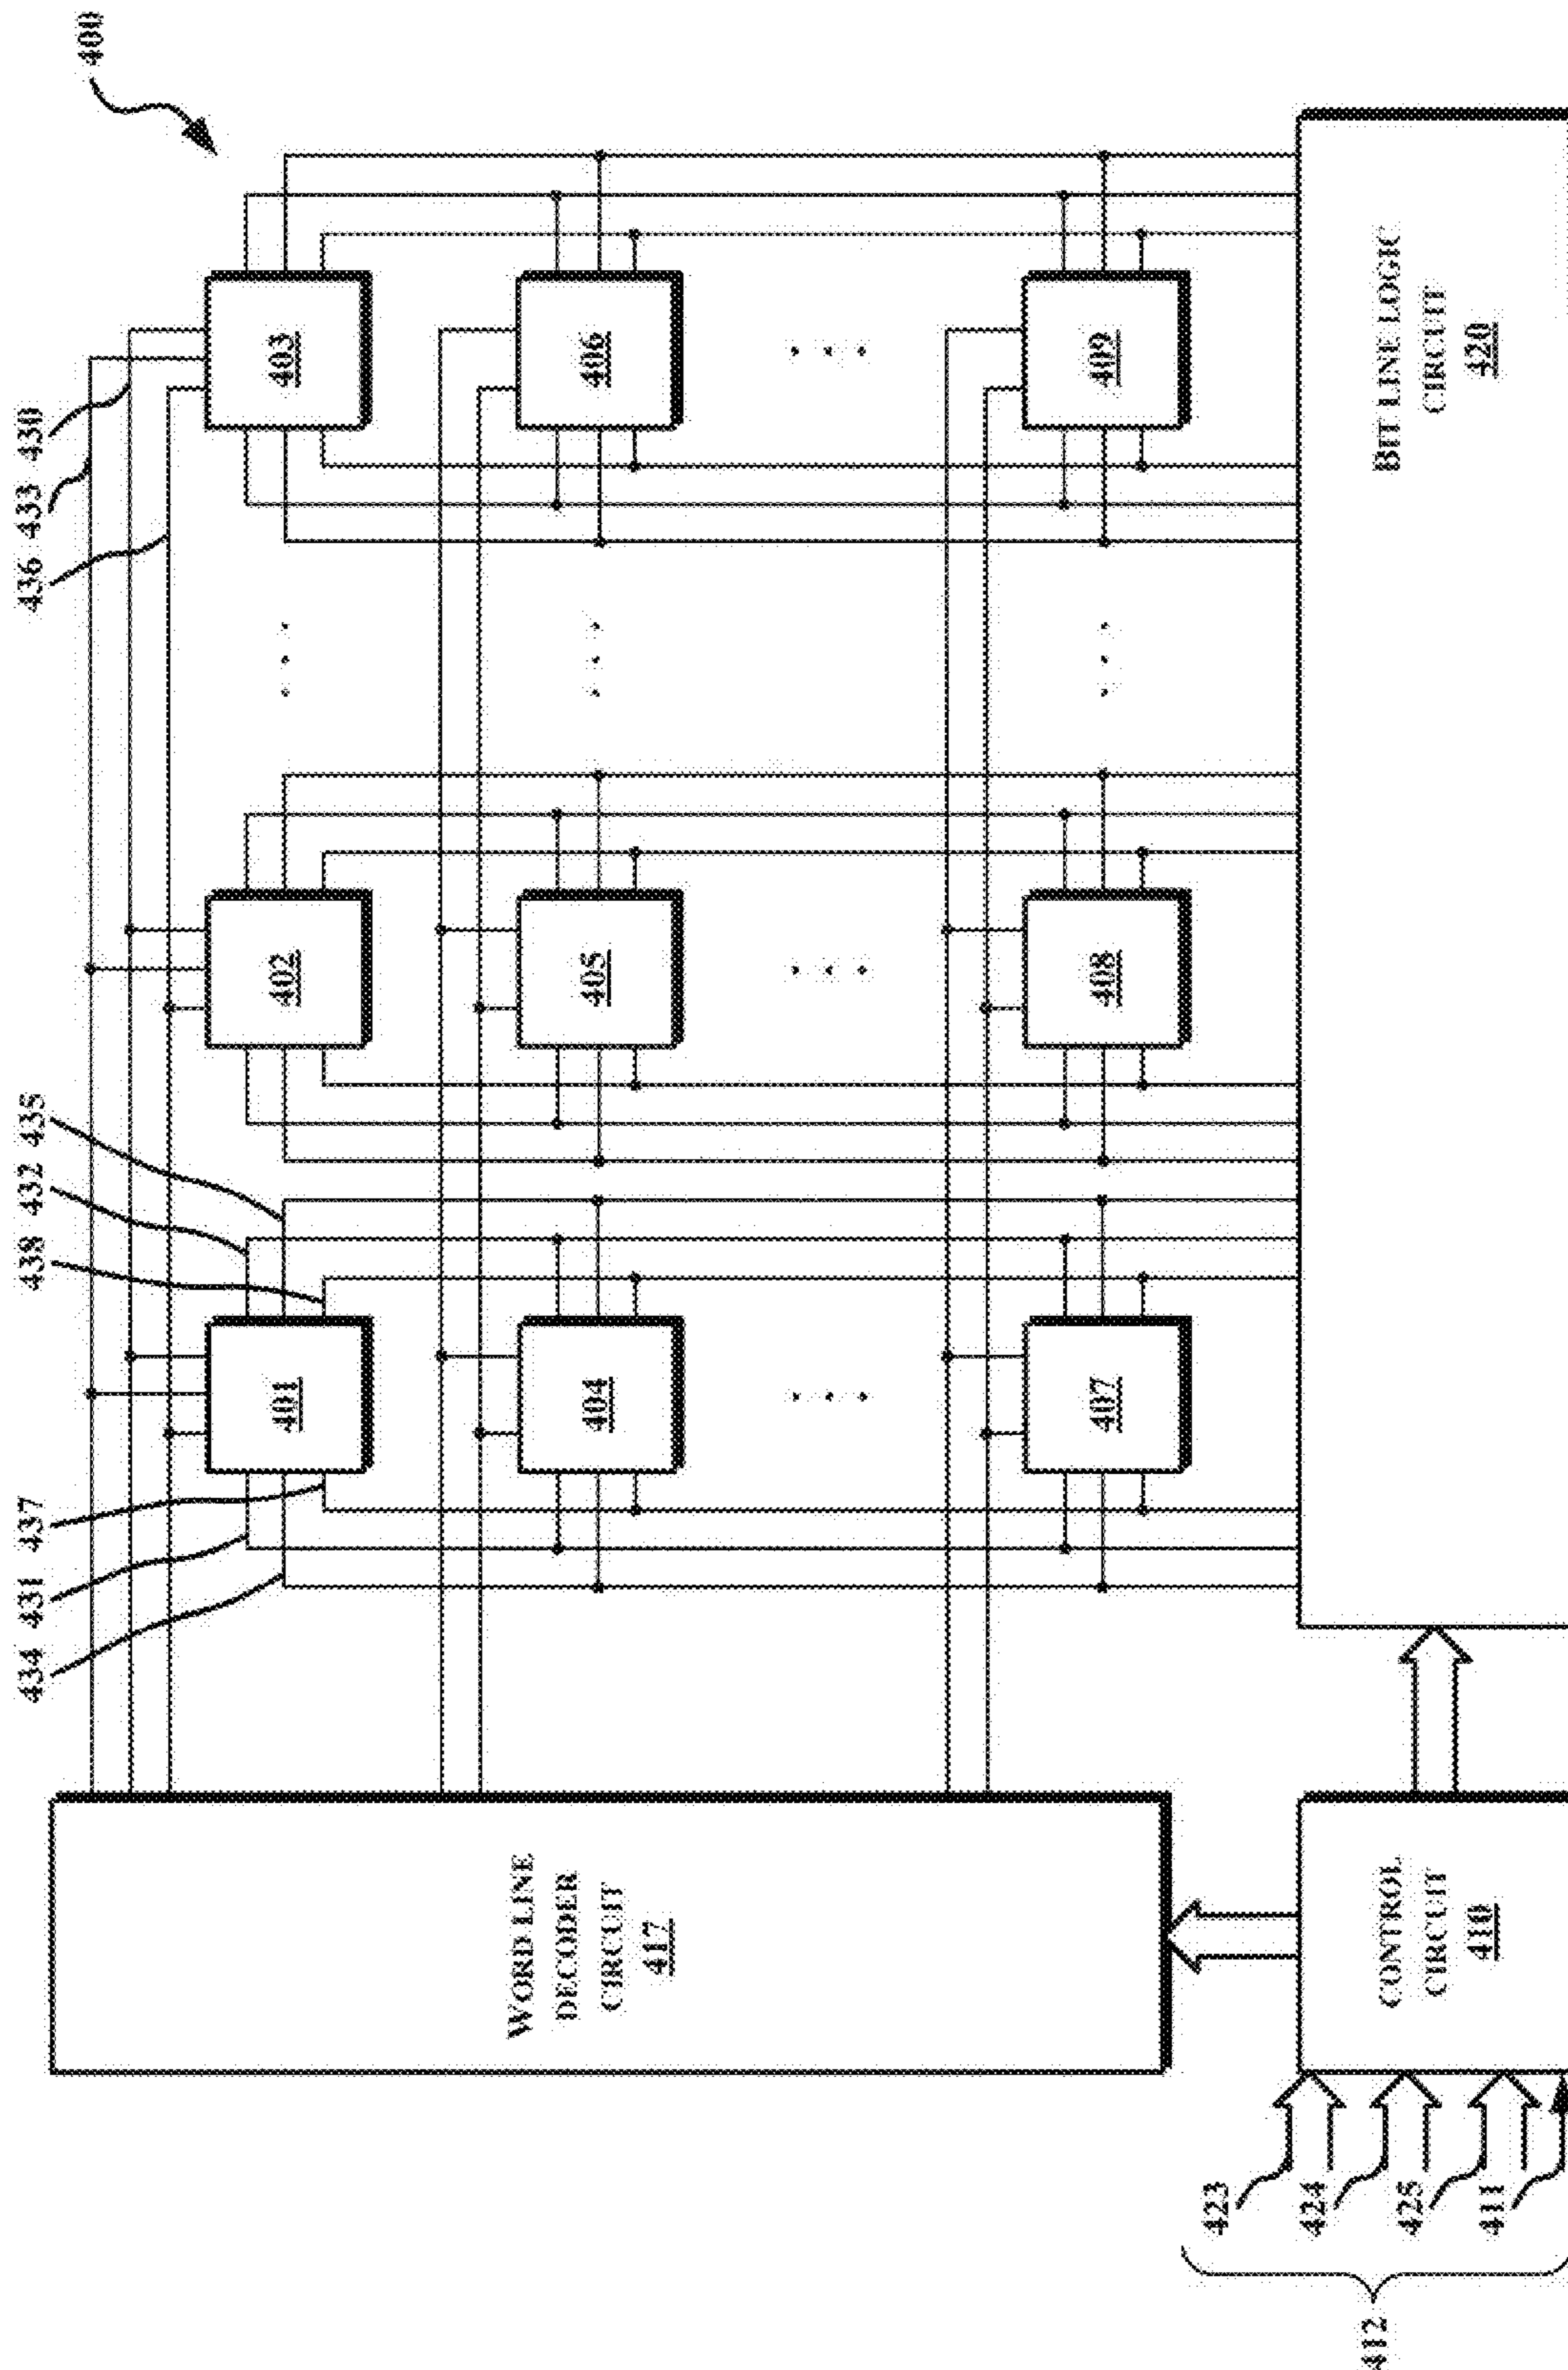 400
436 433 430
434 431 437 438 432 435
401
402
403
404
405
406
407
408
409
WORD LINE
DECODER
CIRCUIT
417
BIT LINE LOGIC
CIRCUIT
420
CONTROL
CIRCUIT
410
423
424
425
411
412